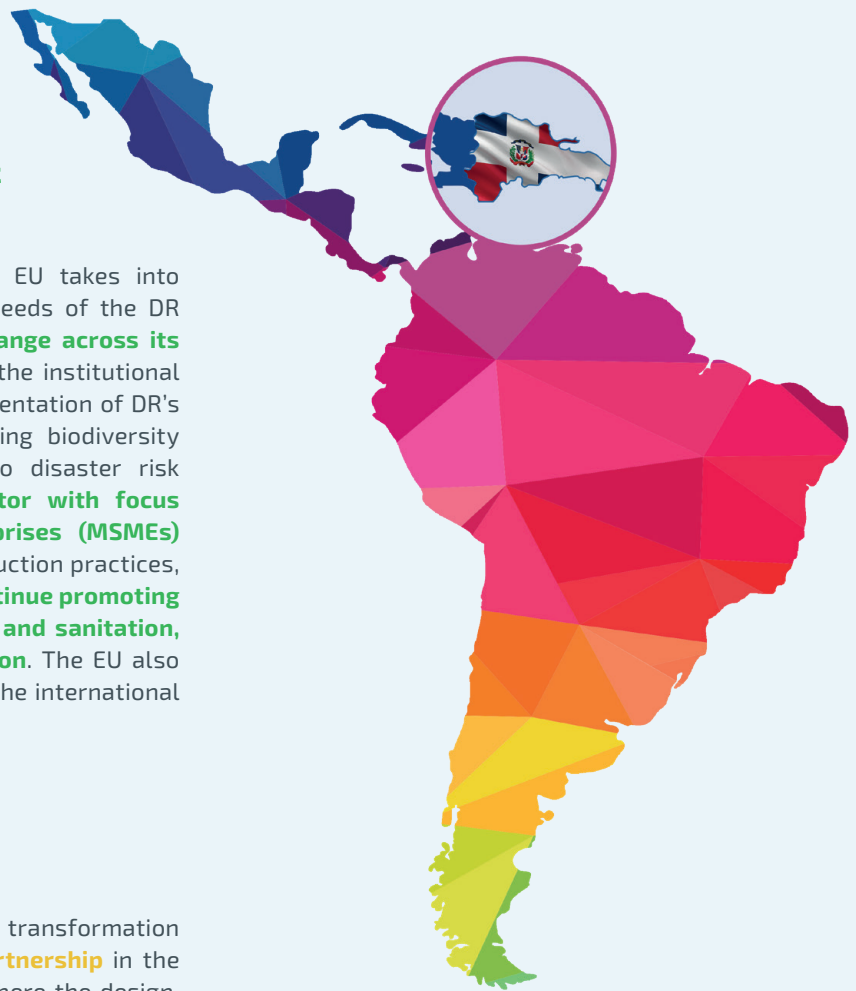 EU takes into
eeds of the DR
ange across its
the institutional
entation of DR's
ing biodiversity
o disaster risk
tor with focus
prises (MSMEs)
uction practices,
tinue promoting
and sanitation,
on. The EU also
he international
transformation
rtnership in the